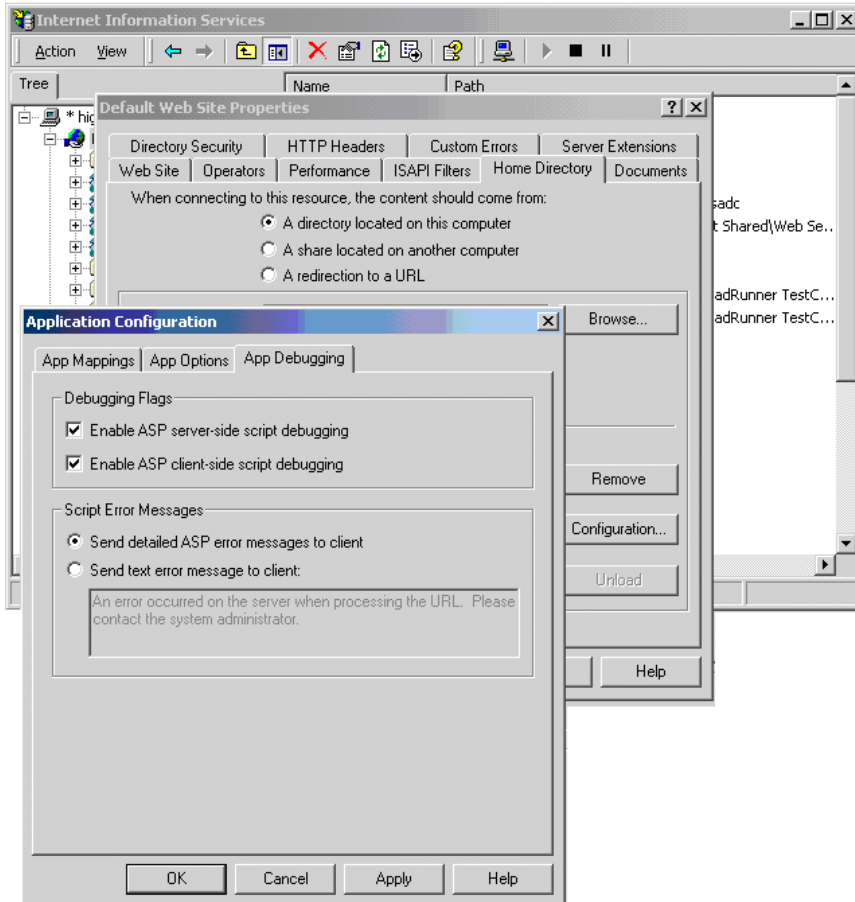 Internet Information Services
Action View
Tree
Name Path
Default Web Site Properties
Directory Security HTTP Headers Custom Errors Server Extensions
Web Site Operators Performance ISAPI Filters Home Directory Documents
When connecting to this resource, the content should come from:
A directory located on this computer
A share located on another computer
A redirection to a URL
sadc
t Shared\Web Se...
adRunner TestC...
adRunner TestC...
Browse...
Remove
Configuration...
Unload
Help
Application Configuration
App Mappings App Options App Debugging
Debugging Flags
Enable ASP server-side script debugging
Enable ASP client-side script debugging
Script Error Messages
Send detailed ASP error messages to client
Send text error message to client:
An error occurred on the server when processing the URL. Please
contact the system administrator.
OK Cancel Apply Help